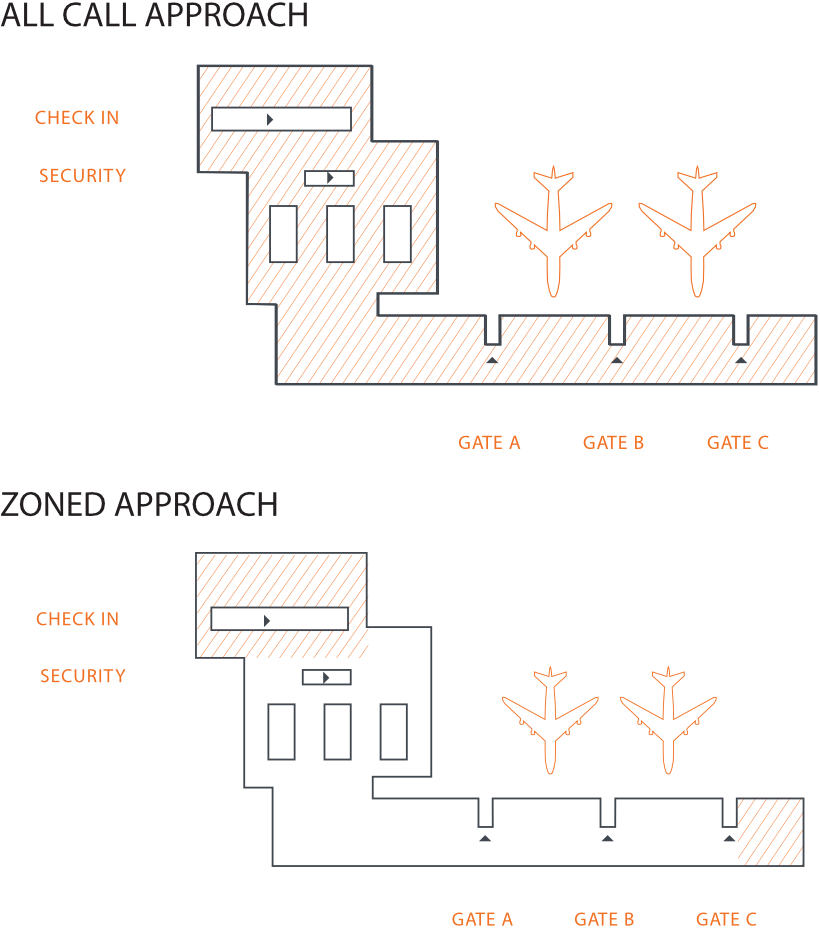 ALL CALL APPROACH
CHECK IN
SECURITY
GATE A GATE B GATE C
ZONED APPROACH
CHECK IN
SECURITY
GATE A GATE B GATE C